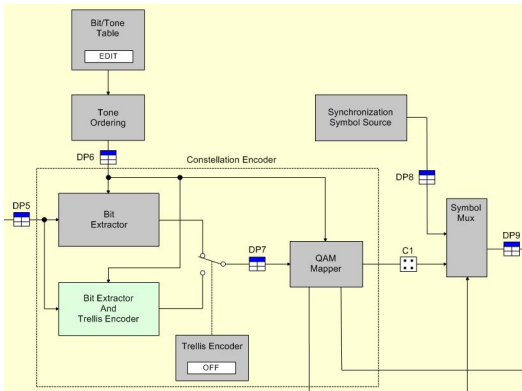 Bit/Tone
Table
EDIT
Tone
Ordering
Synchronization
Symbol Source
DP6
Constellation Encoder
DP8
DP5
Bit
Extractor
Symbol
Mux
DP9
DP7
QAM
Mapper
C1
Bit Extractor
And
Trellis Encoder
Trellis Encoder
OFF